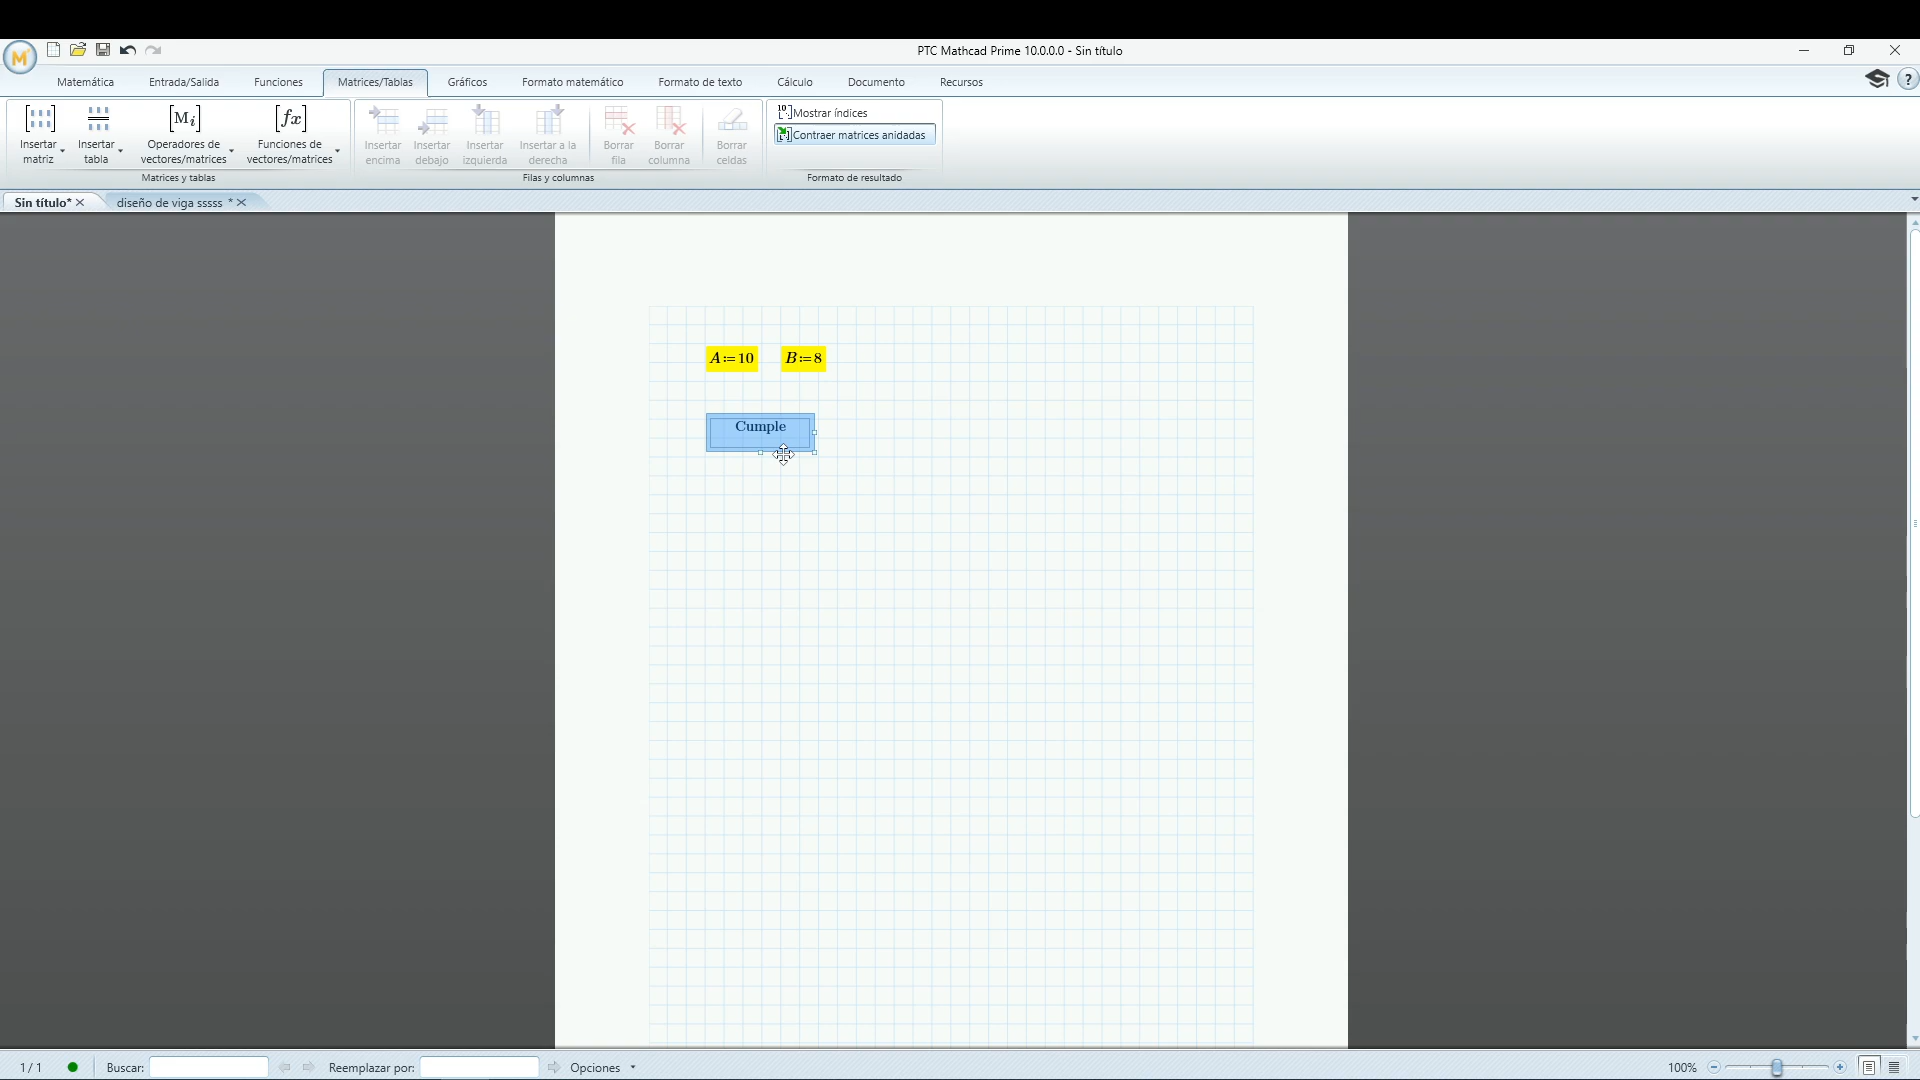 PTC Mathcad Prime 10.0.0.0 - Sin título
Matemática Entrada/Salida Funciones Matrices/Tablas Gráficos Formato matemático Formato de texto Cálculo Documento Recursos
Insertar matriz
Insertar tabla
Operadores de vectores/matrices
Funciones de vectores/matrices
Insertar encima
Insertar debajo
Insertar izquierda
Insertar a la derecha
Borrar fila
Borrar columna
Borrar celdas
Mostrar índices
Contraer matrices anidadas
Matrices y tablas
Filas y columnas
Formato de resultado
Sin título* diseño de viga sssss *
A:=10 B:=8
Cumple
1 / 1 Buscar: Reemplazar por: Opciones 100%